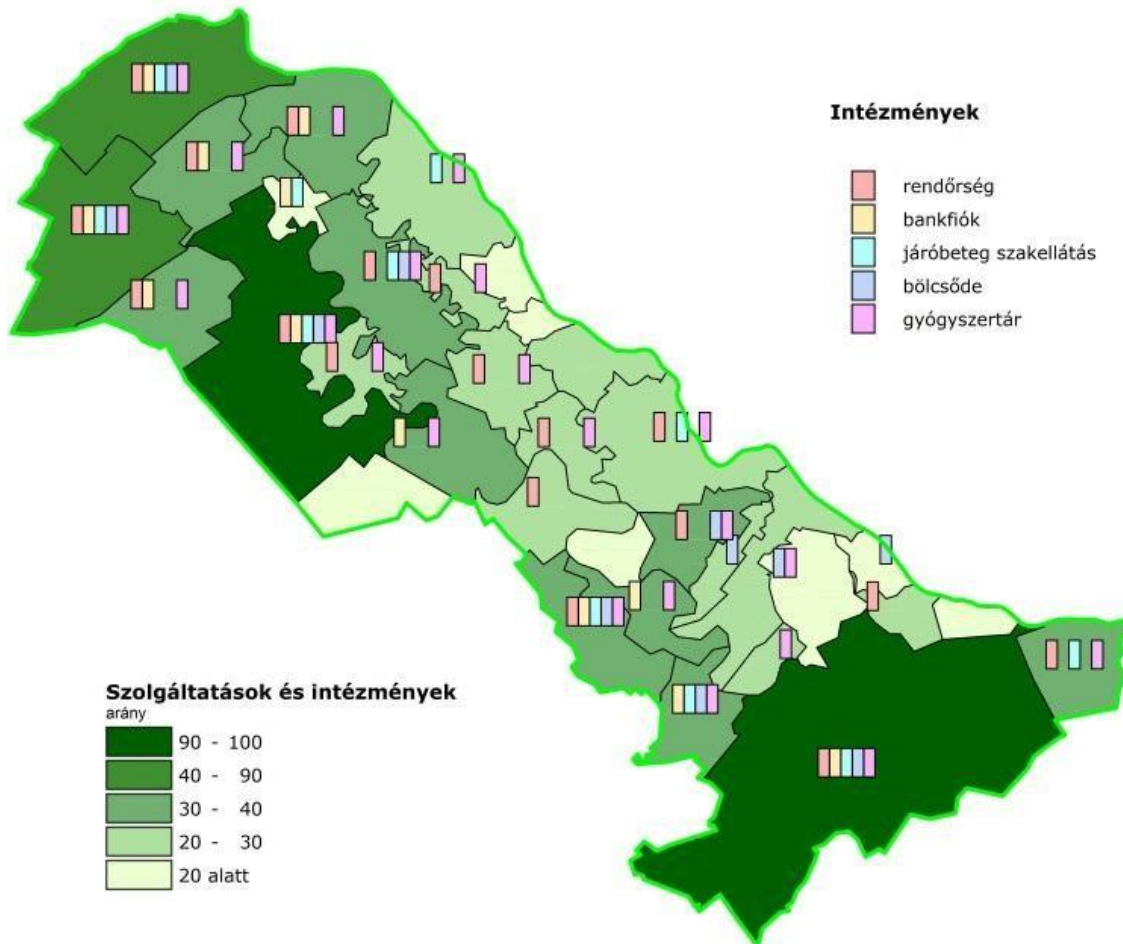 Intézmények
rendőrség
bankfiók
járóbeteg szakellátás
bölcsőde
gyógyszertár
Szolgáltatások és intézmények
arány
90 - 100
40 - 90
30 - 40
20 - 30
20 alatt